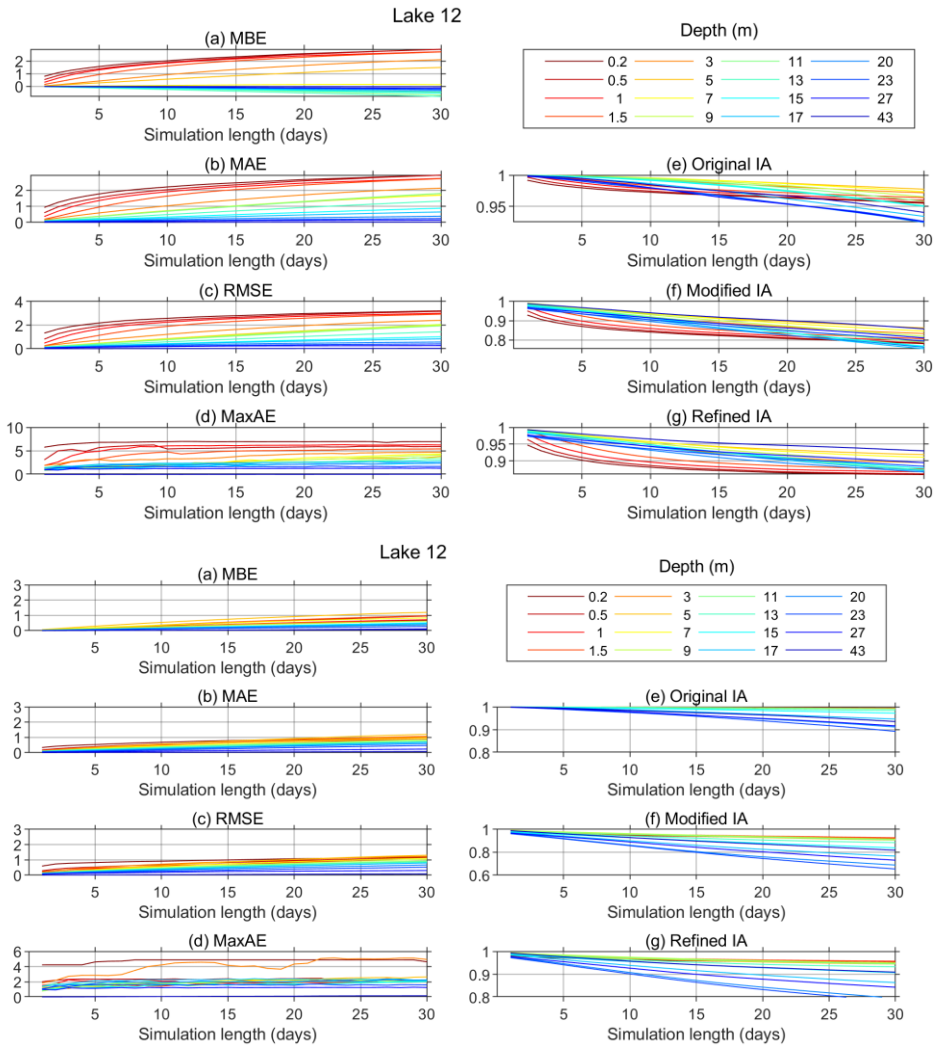 Lake 12
(a) MBE
2
1
0
5 10 15 20 25 30
Simulation length (days)
Depth (m)
0.2 3 11 20
0.5 5 13 23
1 7 15 27
1.5 9 17 43
(b) MAE
2
1
0
5 10 15 20 25 30
Simulation length (days)
(e) Original IA
1
0.95
5 10 15 20 25 30
Simulation length (days)
(c) RMSE
4
2
0
5 10 15 20 25 30
Simulation length (days)
(f) Modified IA
1
0.9
0.8
5 10 15 20 25 30
Simulation length (days)
(d) MaxAE
10
5
0
5 10 15 20 25 30
Simulation length (days)
(g) Refined IA
1
0.95
0.9
5 10 15 20 25 30
Simulation length (days)
Lake 12
(a) MBE
3
2
1
0
5 10 15 20 25 30
Simulation length (days)
Depth (m)
0.2 3 11 20
0.5 5 13 23
1 7 15 27
1.5 9 17 43
(b) MAE
3
2
1
0
5 10 15 20 25 30
Simulation length (days)
(e) Original IA
1
0.9
0.8
5 10 15 20 25 30
Simulation length (days)
(c) RMSE
3
2
1
0
5 10 15 20 25 30
Simulation length (days)
(f) Modified IA
1
0.8
0.6
5 10 15 20 25 30
Simulation length (days)
(d) MaxAE
6
4
2
0
5 10 15 20 25 30
Simulation length (days)
(g) Refined IA
1
0.9
0.8
5 10 15 20 25 30
Simulation length (days)